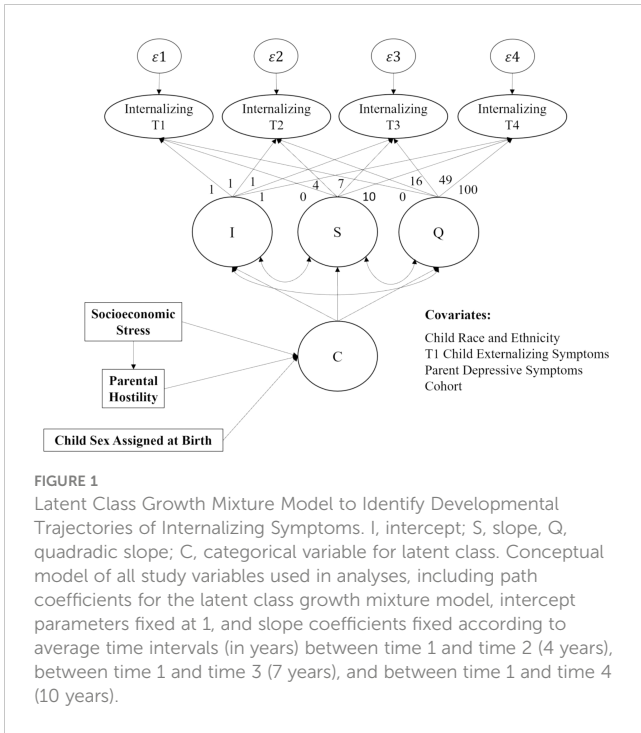 ε1 ε2 ε3 ε4
Internalizing Internalizing Internalizing Internalizing
T1 T2 T3 T4
1 1 1 1 0 4 7 10 0 16 49 100
I S Q
Socioeconomic
Stress
Parental
Hostility
Child Sex Assigned at Birth
C
Covariates:
Child Race and Ethnicity
T1 Child Externalizing Symptoms
Parent Depressive Symptoms
Cohort
FIGURE 1
Latent Class Growth Mixture Model to Identify Developmental
Trajectories of Internalizing Symptoms. I, intercept; S, slope, Q,
quadradic slope; C, categorical variable for latent class. Conceptual
model of all study variables used in analyses, including path
coefficients for the latent class growth mixture model, intercept
parameters fixed at 1, and slope coefficients fixed according to
average time intervals (in years) between time 1 and time 2 (4 years),
between time 1 and time 3 (7 years), and between time 1 and time 4
(10 years).